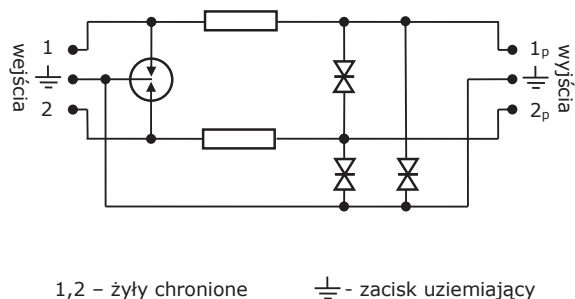 wejścia
1
2
1p
2p
wyjścia
1,2 – żyły chronione
- zacisk uziemiający